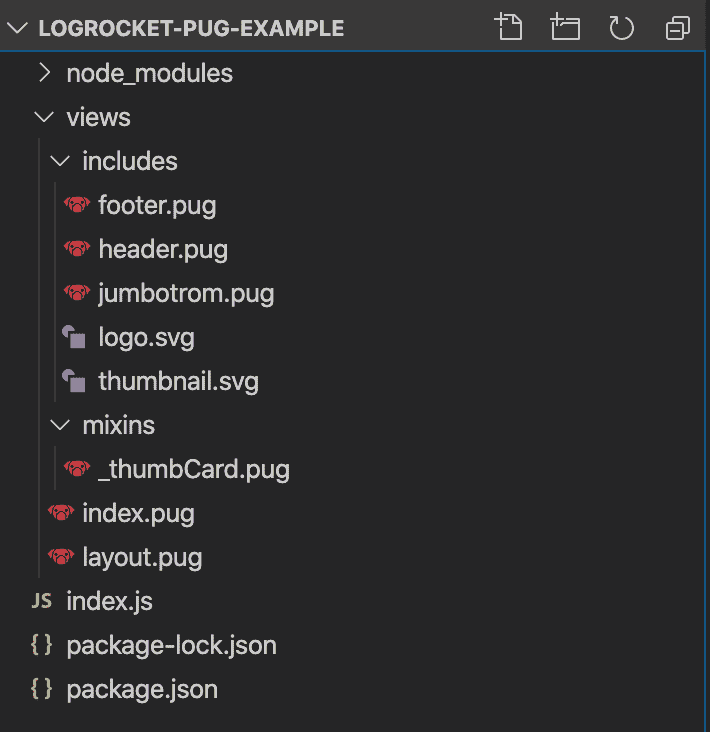 LOGROCKET-PUG-EXAMPLE
node_modules
views
includes
footer.pug
header.pug
jumbotrom.pug
logo.svg
thumbnail.svg
mixins
_thumbCard.pug
index.pug
layout.pug
JS index.js
{} package-lock.json
{} package.json